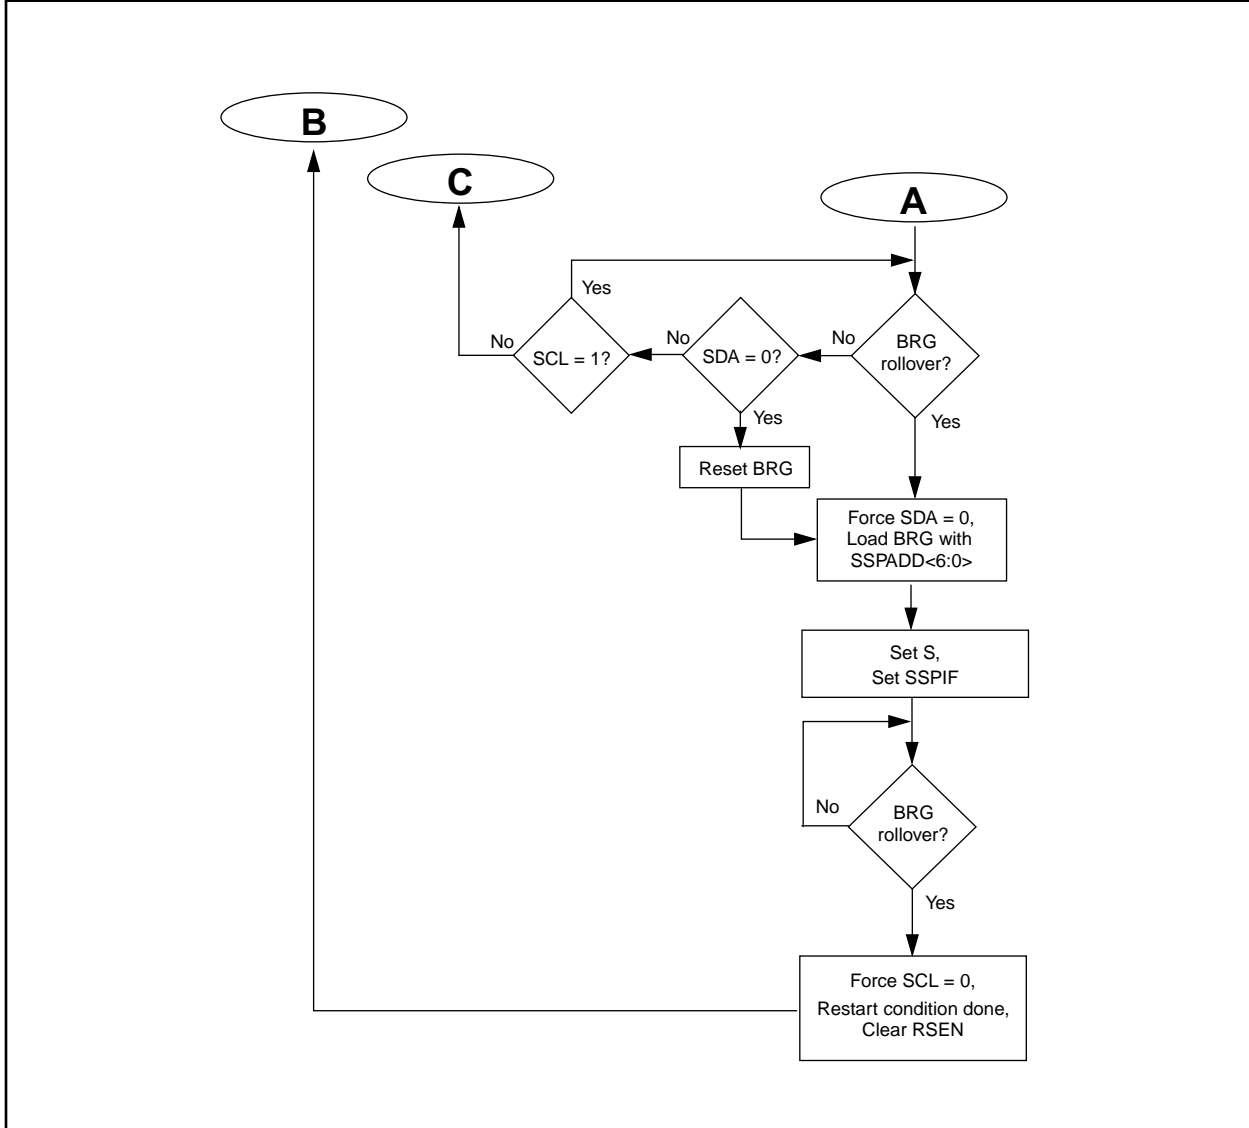 B
C
A
Yes
No
SCL = 1?
No
SDA = 0?
No
BRG
rollover?
Yes
Yes
Reset BRG
Force SDA = 0,
Load BRG with
SSPADD<6:0>
Set S,
Set SSPIF
No
BRG
rollover?
Yes
Force SCL = 0,
Restart condition done,
Clear RSEN